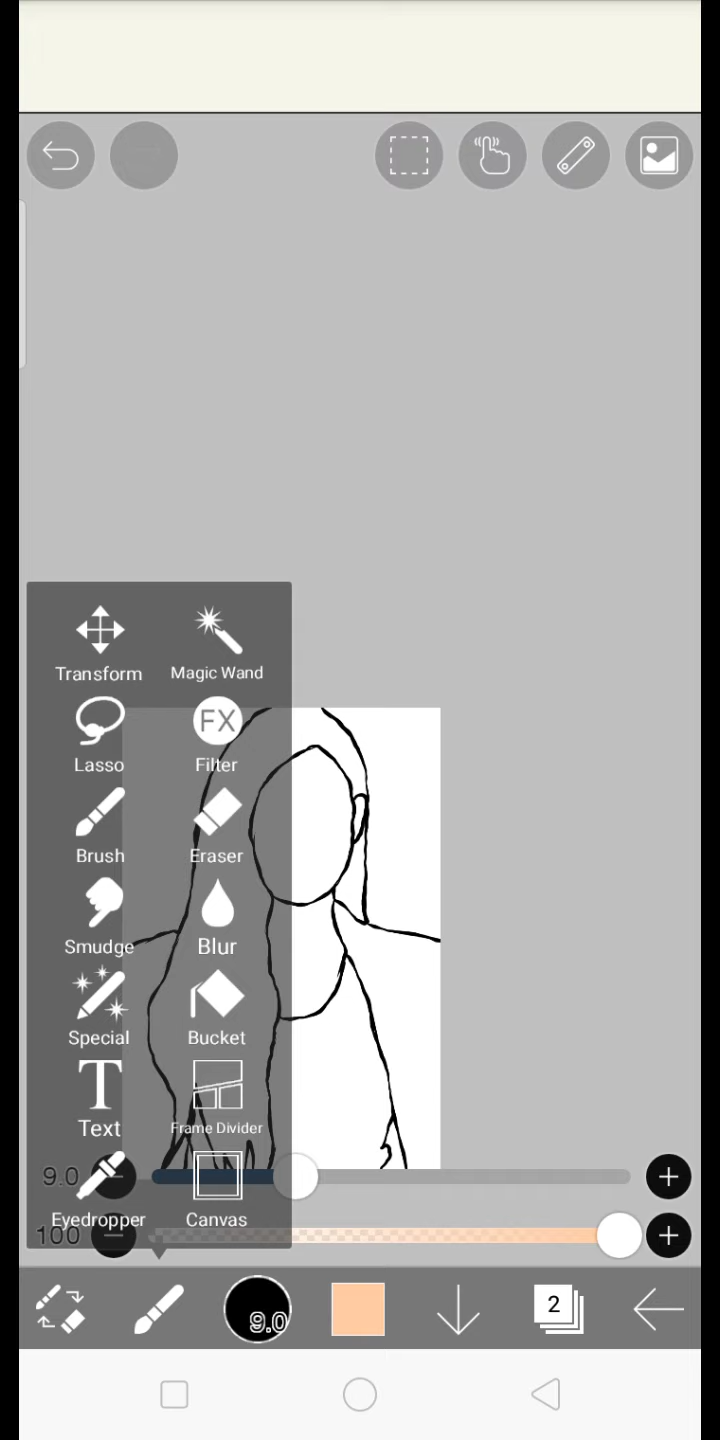 Transform Magic Wand
FX
Lasso Filter
Brush Eraser
Smudge Blur
Special Bucket
T
Text Frame Divider
9.0
Eyedropper Canvas
100
9.0 2